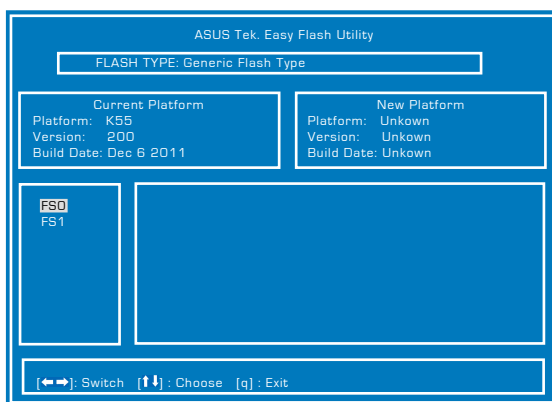 ASUS Tek. Easy Flash Utility
FLASH TYPE: Generic Flash Type
Current Platform
Platform: K55
Version: 200
Build Date: Dec 6 2011
New Platform
Platform: Unkown
Version: Unkown
Build Date: Unkown
FS0
FS1
[←→]: Switch [↑↓] : Choose [q] : Exit